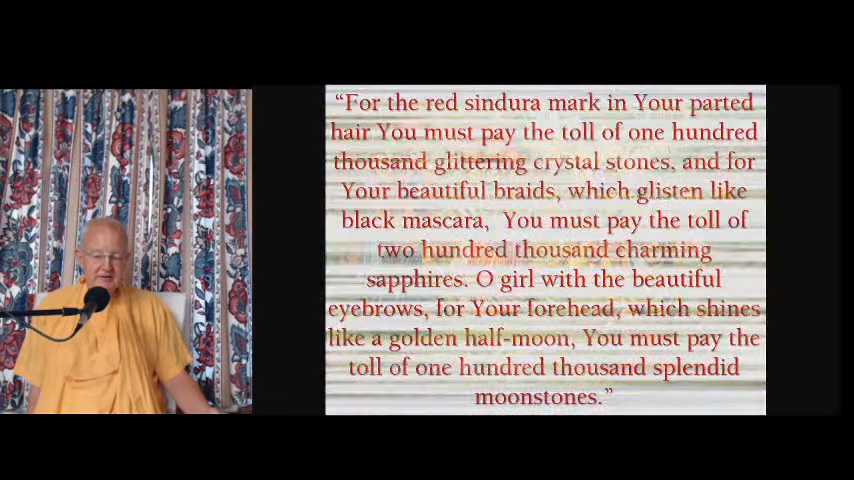 “For the red sindura mark in Your parted
hair You must pay the toll of one hundred
thousand glittering crystal stones, and for
Your beautiful braids, which glisten like
black mascara, You must pay the toll of
two hundred thousand charming
sapphires. O girl with the beautiful
eyebrows, for Your forehead, which shines
like a golden half-moon, You must pay the
toll of one hundred thousand splendid
moonstones.”